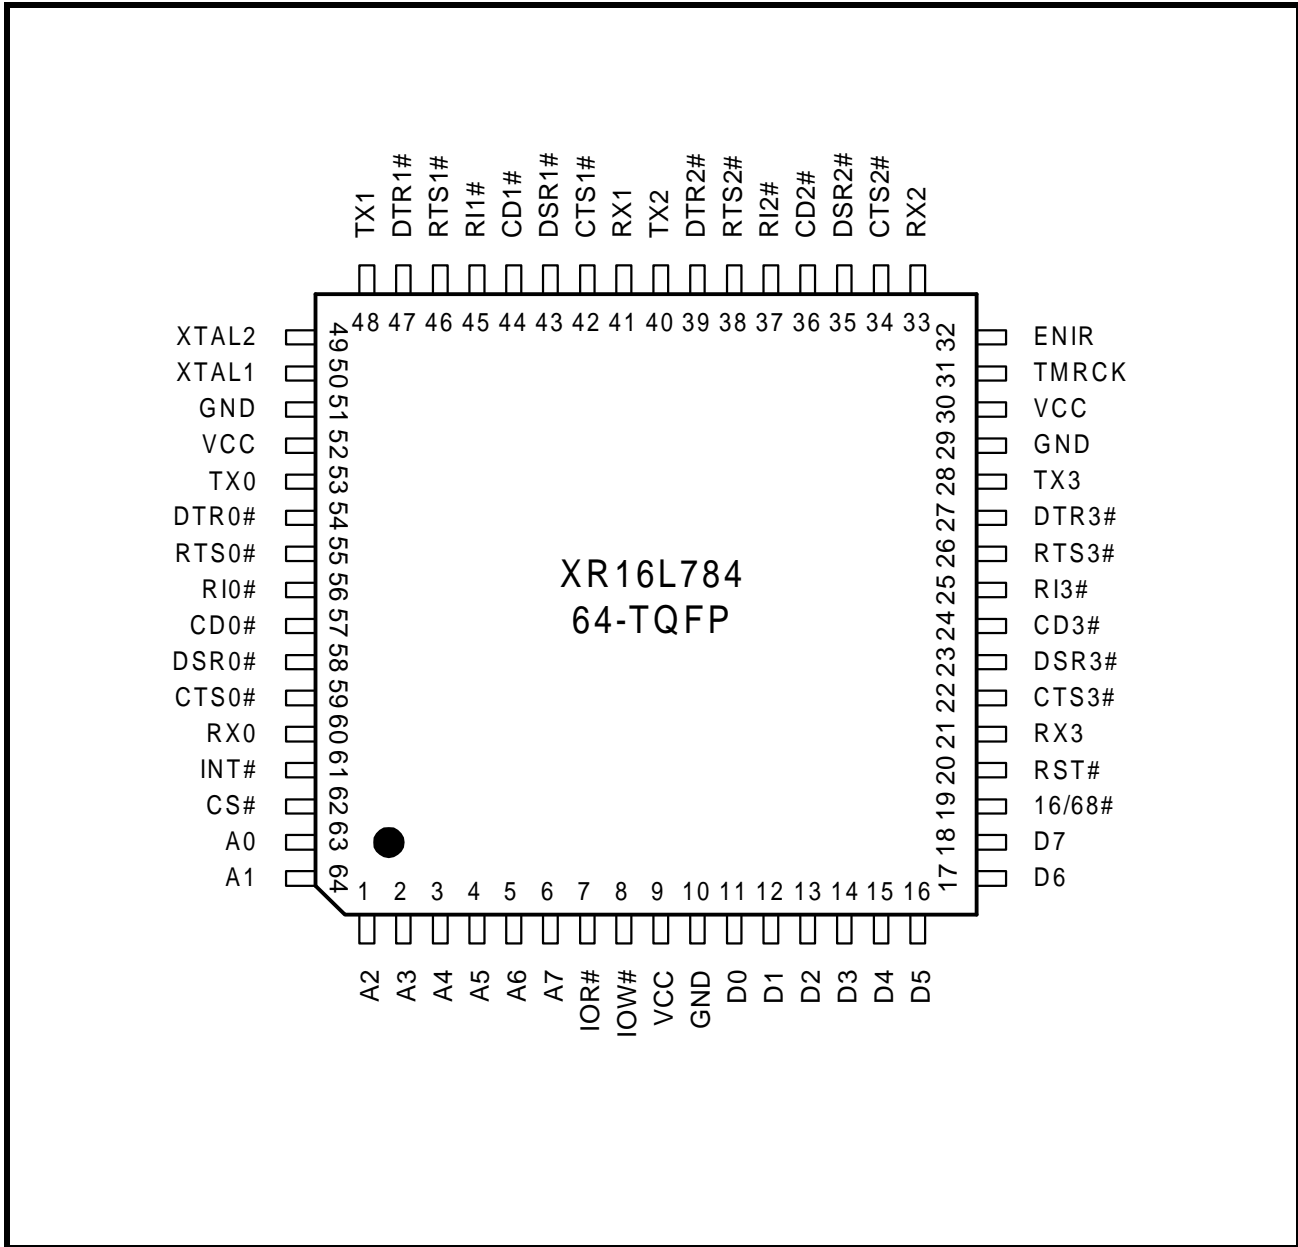 TX1 DTR1# RTS1# RI1# CD1# DSR1# CTS1# RX1 TX2 DTR2# RTS2# RI2# CD2# DSR2# CTS2# RX2
48 47 46 45 44 43 42 41 40 39 38 37 36 35 34 33
XTAL2 49 32 ENIR
XTAL1 50 31 TMRCK
GND 51 30 VCC
VCC 52 29 GND
TX0 53 28 TX3
DTR0# 54 27 DTR3#
RTS0# 55 26 RTS3#
XR16L784
RI0# 56 25 RI3#
64-TQFP
CD0# 57 24 CD3#
DSR0# 58 23 DSR3#
CTS0# 59 22 CTS3#
RX0 60 21 RX3
INT# 61 20 RST#
CS# 62 19 16/68#
A0 63 18 D7
A1 64 17 D6
1 2 3 4 5 6 7 8 9 10 11 12 13 14 15 16
A2 A3 A4 A5 A6 A7 IOR# IOW# VCC GND D0 D1 D2 D3 D4 D5